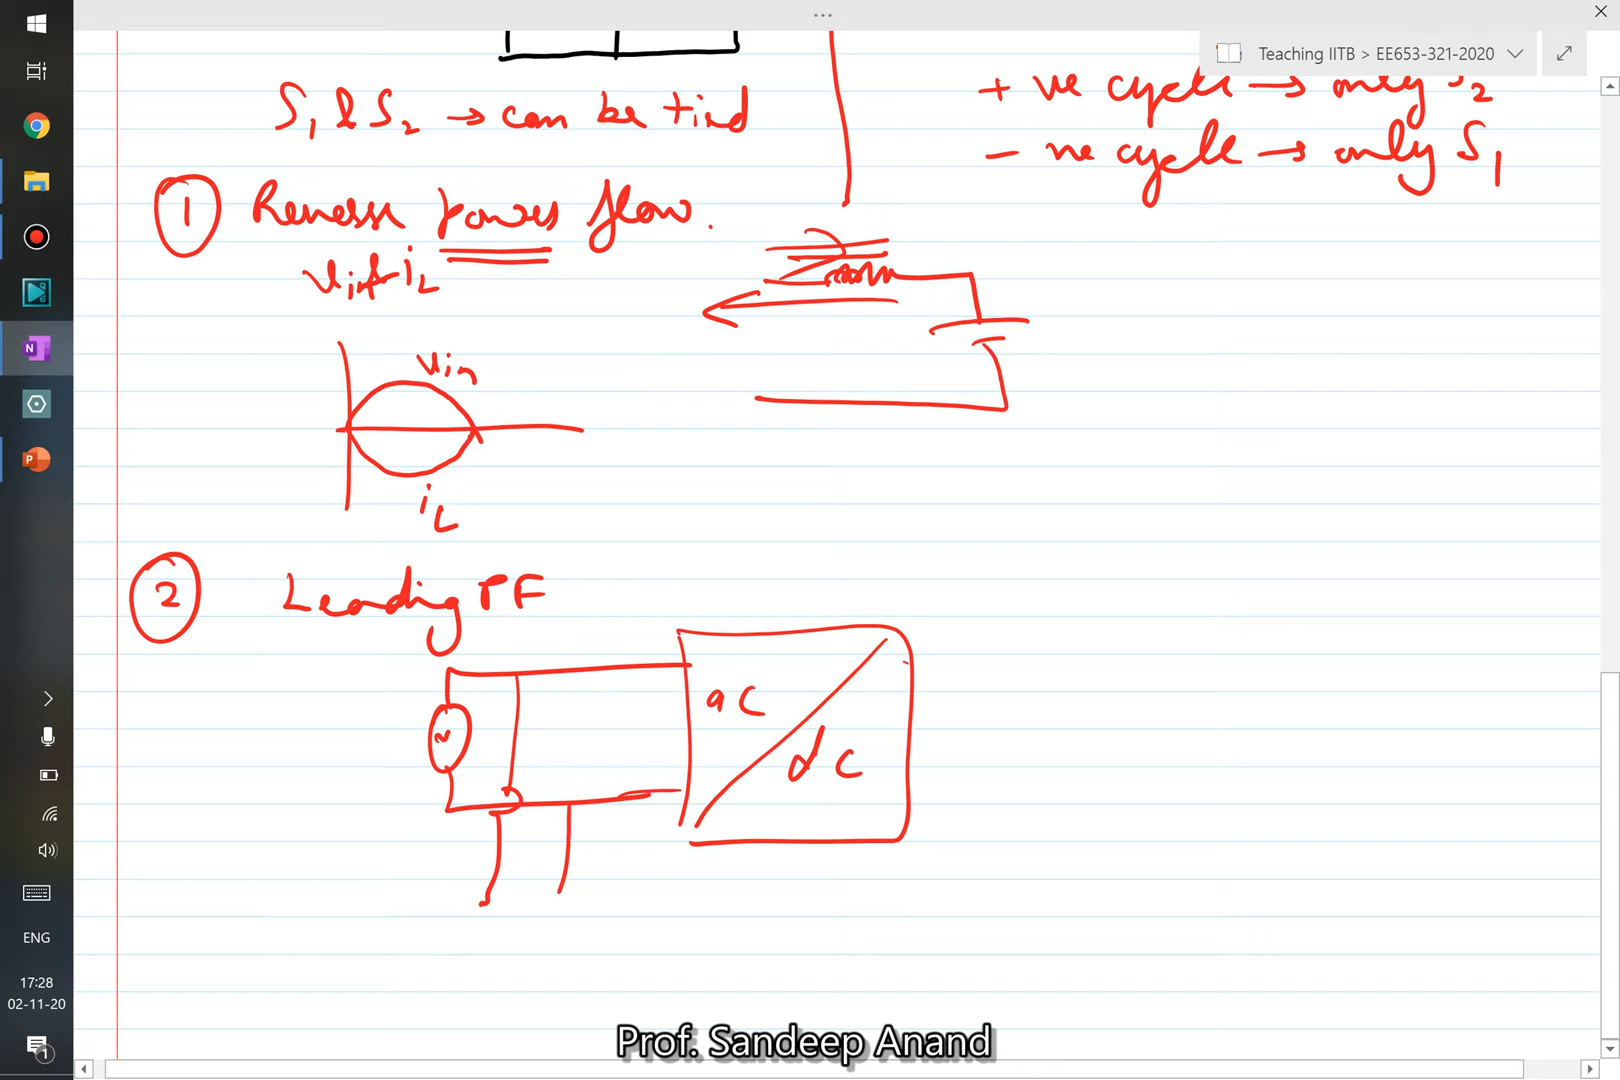 Teaching IITB > EE653-321-2020
+ve cycle → only S2
S1 & S2 → can be tied
- ve cycle → only S1
① Reverse power flow.
Vin & iL
Vin
iL
② Leading PF
ac
dc
ENG
17:28
02-11-20
1
Prof. Sandeep Anand